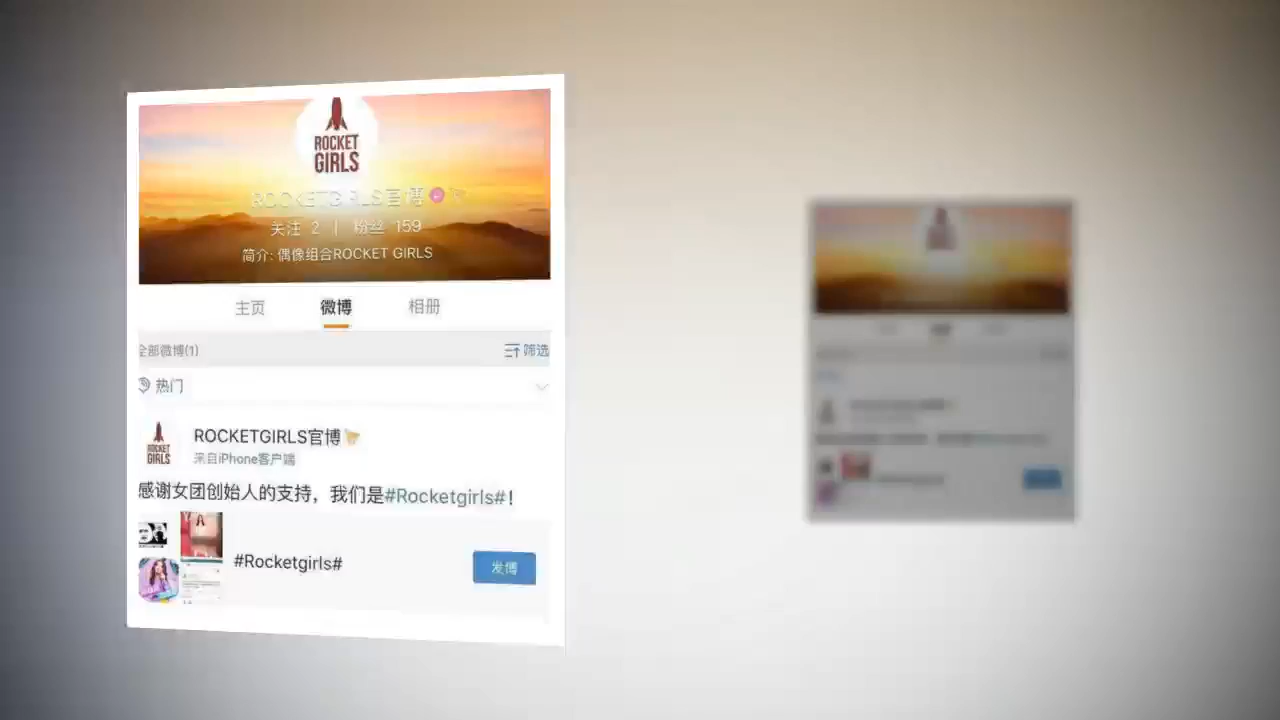 ROCKET
GIRLS
ROCKETGIRLS官博
关注 2 | 粉丝 159
简介: 偶像组合ROCKET GIRLS
主页 微博 相册
全部微博(1) 筛选
热门
ROCKET
GIRLS
ROCKETGIRLS官博
来自iPhone客户端
感谢女团创始人的支持，我们是#Rocketgirls#！
#Rocketgirls#
发博